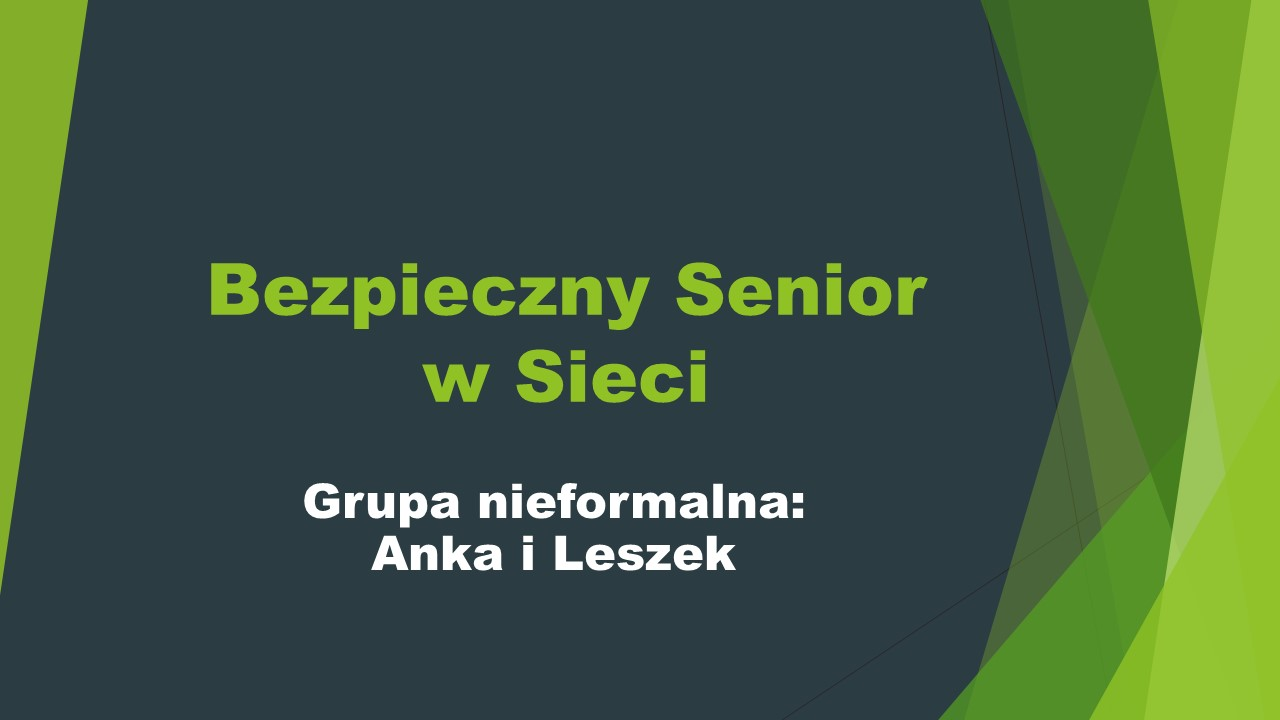 Bezpieczny Senior
w Sieci
Grupa nieformalna:
Anka i Leszek